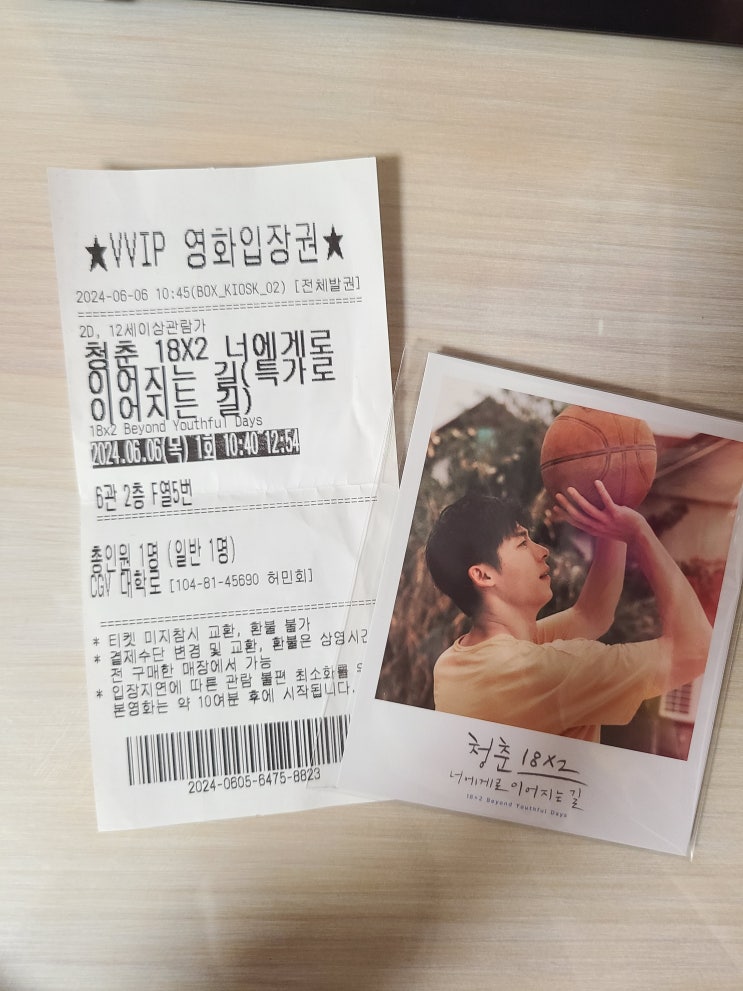 ★VVIP 영화입장권★
2024-06-06 10:45(BOX_KIOSK_02) [전체발권]
2D, 12세이상관람가
청춘 18X2 너에게로
이어지는 길(특가로
이어지는 길)
18x2 Beyond Youthful Days
2024.06.06(목) 1회 10:40~12:54
6관 2층 F열5번
총인원 1명 (일반 1명)
CGV 대학로 [104-81-45690 허민회]
* 티켓 미지참시 교환, 환불 불가
* 결제수단 변경 및 교환, 환불은 상영시간
전 구매한 매장에서 가능
* 입장지연에 따른 관람 불편 최소화를
본영화는 약 10여분 후에 시작됩니다.
2024-0605-6475-8823
청춘 18X2
너에게로 이어지는 길
18×2 Beyond Youthful Days